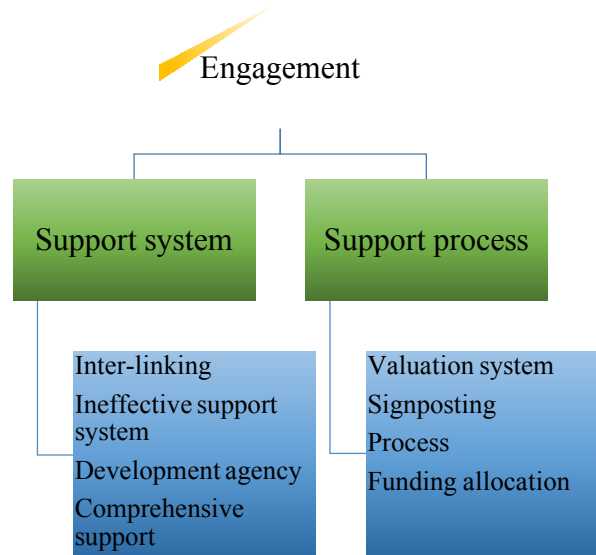 Engagement
Support system
Support process
Inter-linking
Ineffective support
system
Development agency
Comprehensive
support
Valuation system
Signposting
Process
Funding allocation